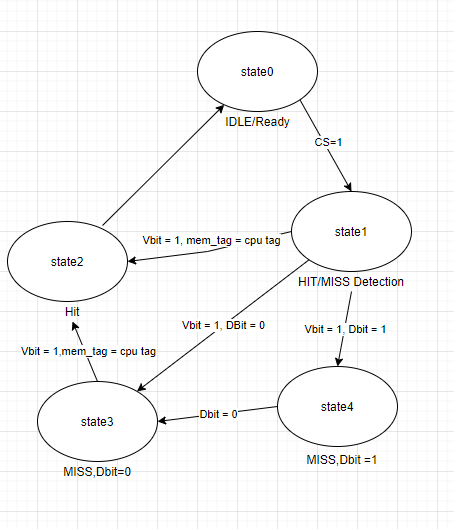 state0
IDLE/Ready
CS=1
state1
HIT/MISS Detection
Vbit = 1, mem_tag = cpu tag
state2
Hit
Vbit = 1, DBit = 0
Vbit = 1, Dbit = 1
Vbit = 1,mem_tag = cpu tag
state3
MISS,Dbit=0
Dbit = 0
state4
MISS,Dbit =1